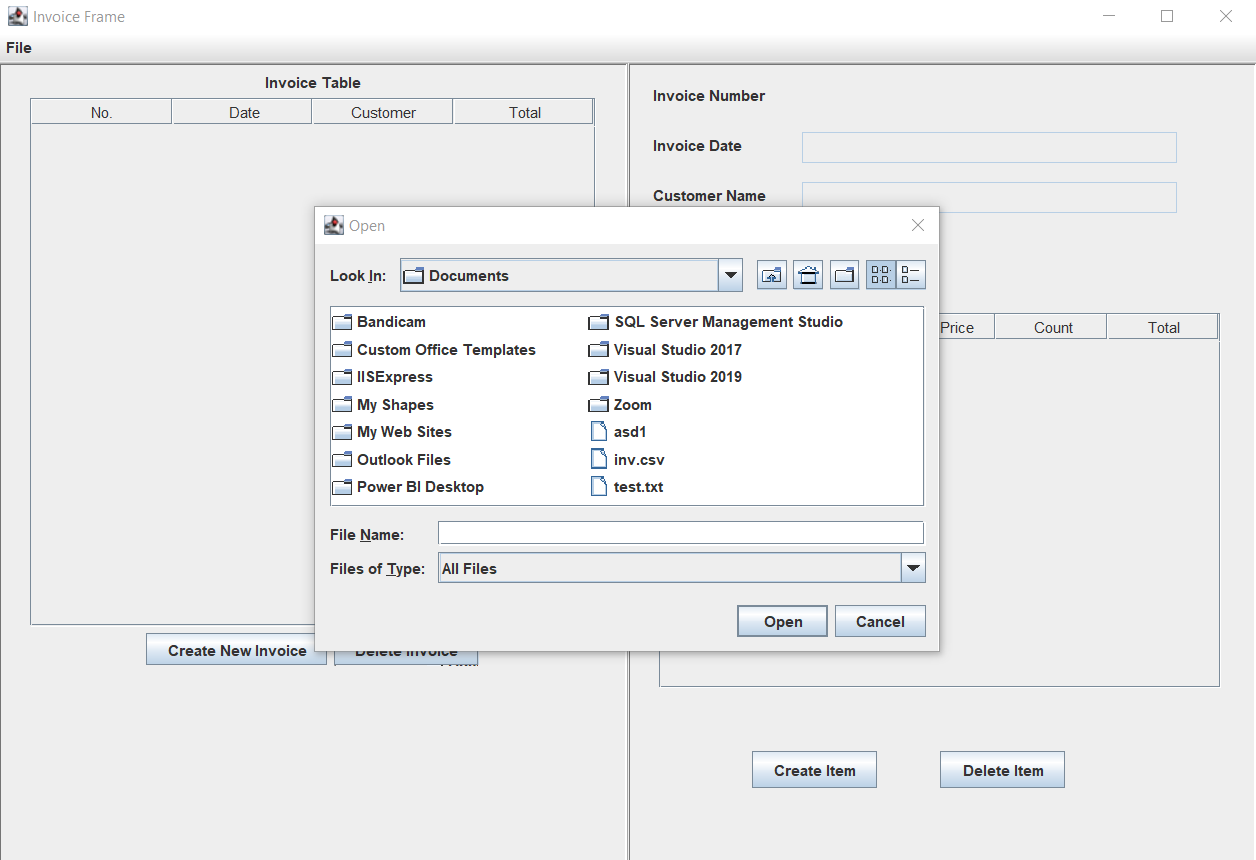 Invoice Frame
File
Invoice Table
No. Date Customer Total
Create New Invoice Delete Invoice
Invoice Number
Invoice Date
Customer Name
Price Count Total
Create Item Delete Item
Open
Look In: Documents
Bandicam
Custom Office Templates
IISExpress
My Shapes
My Web Sites
Outlook Files
Power BI Desktop
SQL Server Management Studio
Visual Studio 2017
Visual Studio 2019
Zoom
asd1
inv.csv
test.txt
File Name:
Files of Type: All Files
Open Cancel